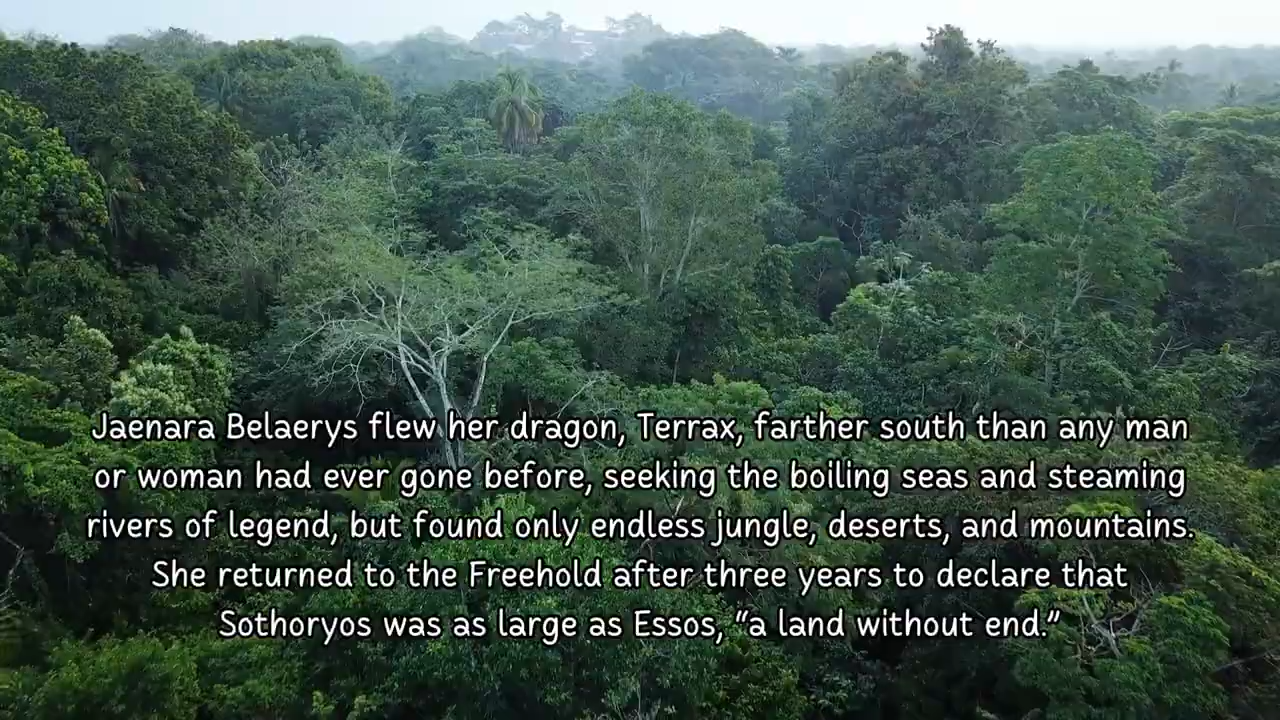 Jaenara Belaerys flew her dragon, Terrax, farther south than any man
or woman had ever gone before, seeking the boiling seas and steaming
rivers of legend, but found only endless jungle, deserts, and mountains.
She returned to the Freehold after three years to declare that
Sothoryos was as large as Essos, “a land without end.”